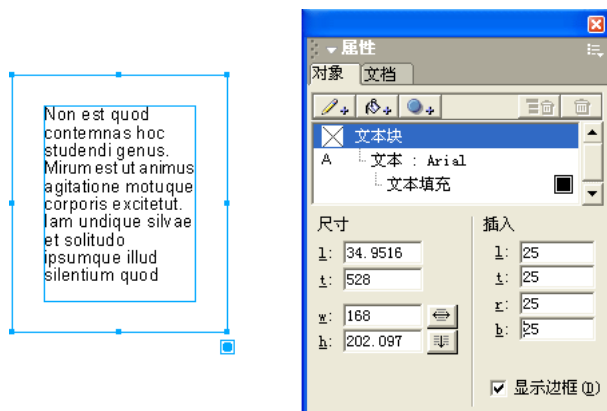 Non est quod
contemnas hoc
studendi genus.
Mirum est ut animus
agitatione motuque
corporis excitetut.
Iam undique silvae
et solitudo
ipsumque illud
silentium quod
属性
对象 文档
文本块
A 文本 : Arial
文本填充
尺寸 插入
l: 34.9516 l: 25
t: 528 t: 25
r: 25
w: 168 b: 25
h: 202.097
显示边框(D)